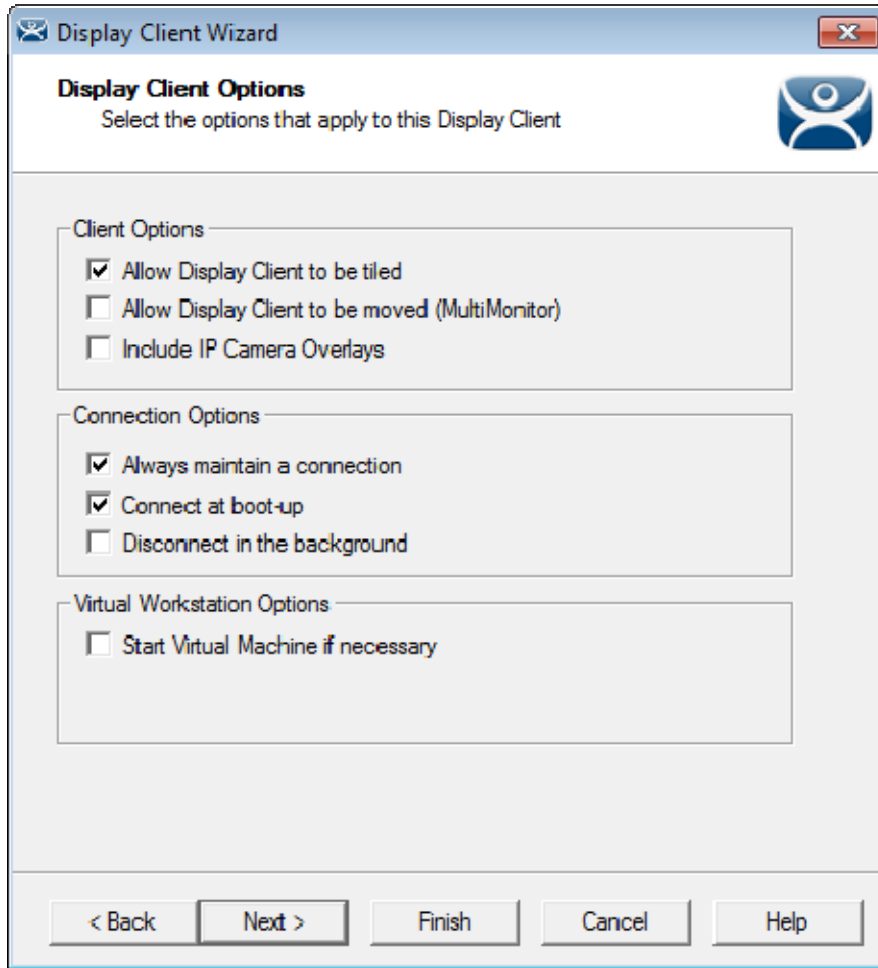 Display Client Wizard
Display Client Options
Select the options that apply to this Display Client
Client Options
Allow Display Client to be tiled
Allow Display Client to be moved (MultiMonitor)
Include IP Camera Overlays
Connection Options
Always maintain a connection
Connect at boot-up
Disconnect in the background
Virtual Workstation Options
Start Virtual Machine if necessary
< Back Next > Finish Cancel Help